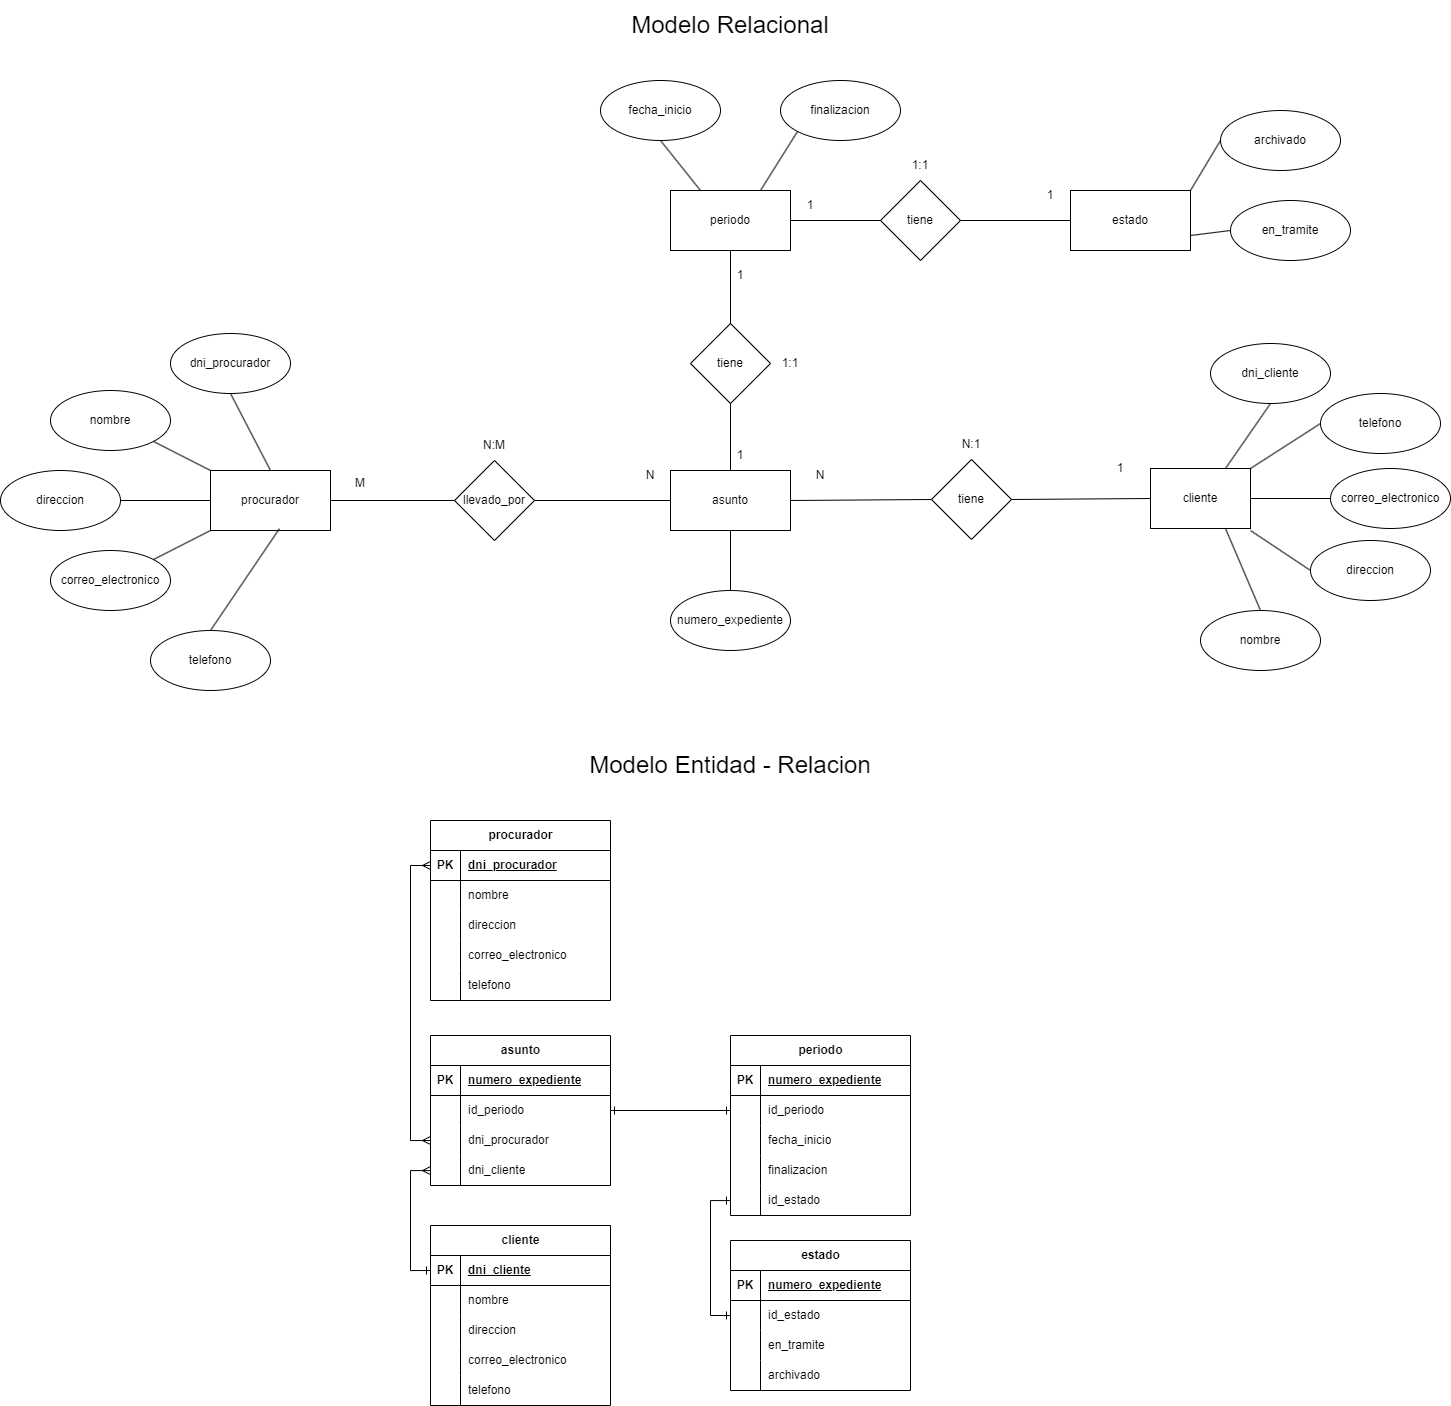 Modelo Relacional
fecha_inicio
finalizacion
archivado
1:1
1
1
periodo
tiene
estado
en_tramite
1
dni_procurador
tiene
1:1
dni_cliente
nombre
telefono
N:M
N:1
1
M
N
N
1
direccion
procurador
llevado_por
asunto
tiene
cliente
correo_electronico
correo_electronico
direccion
numero_expediente
telefono
nombre
Modelo Entidad - Relacion
procurador
PK dni_procurador
nombre
direccion
correo_electronico
telefono
asunto
PK numero_expediente
id_periodo
dni_procurador
dni_cliente
periodo
PK numero_expediente
id_periodo
fecha_inicio
finalizacion
id_estado
cliente
PK dni_cliente
nombre
direccion
correo_electronico
telefono
estado
PK numero_expediente
id_estado
en_tramite
archivado